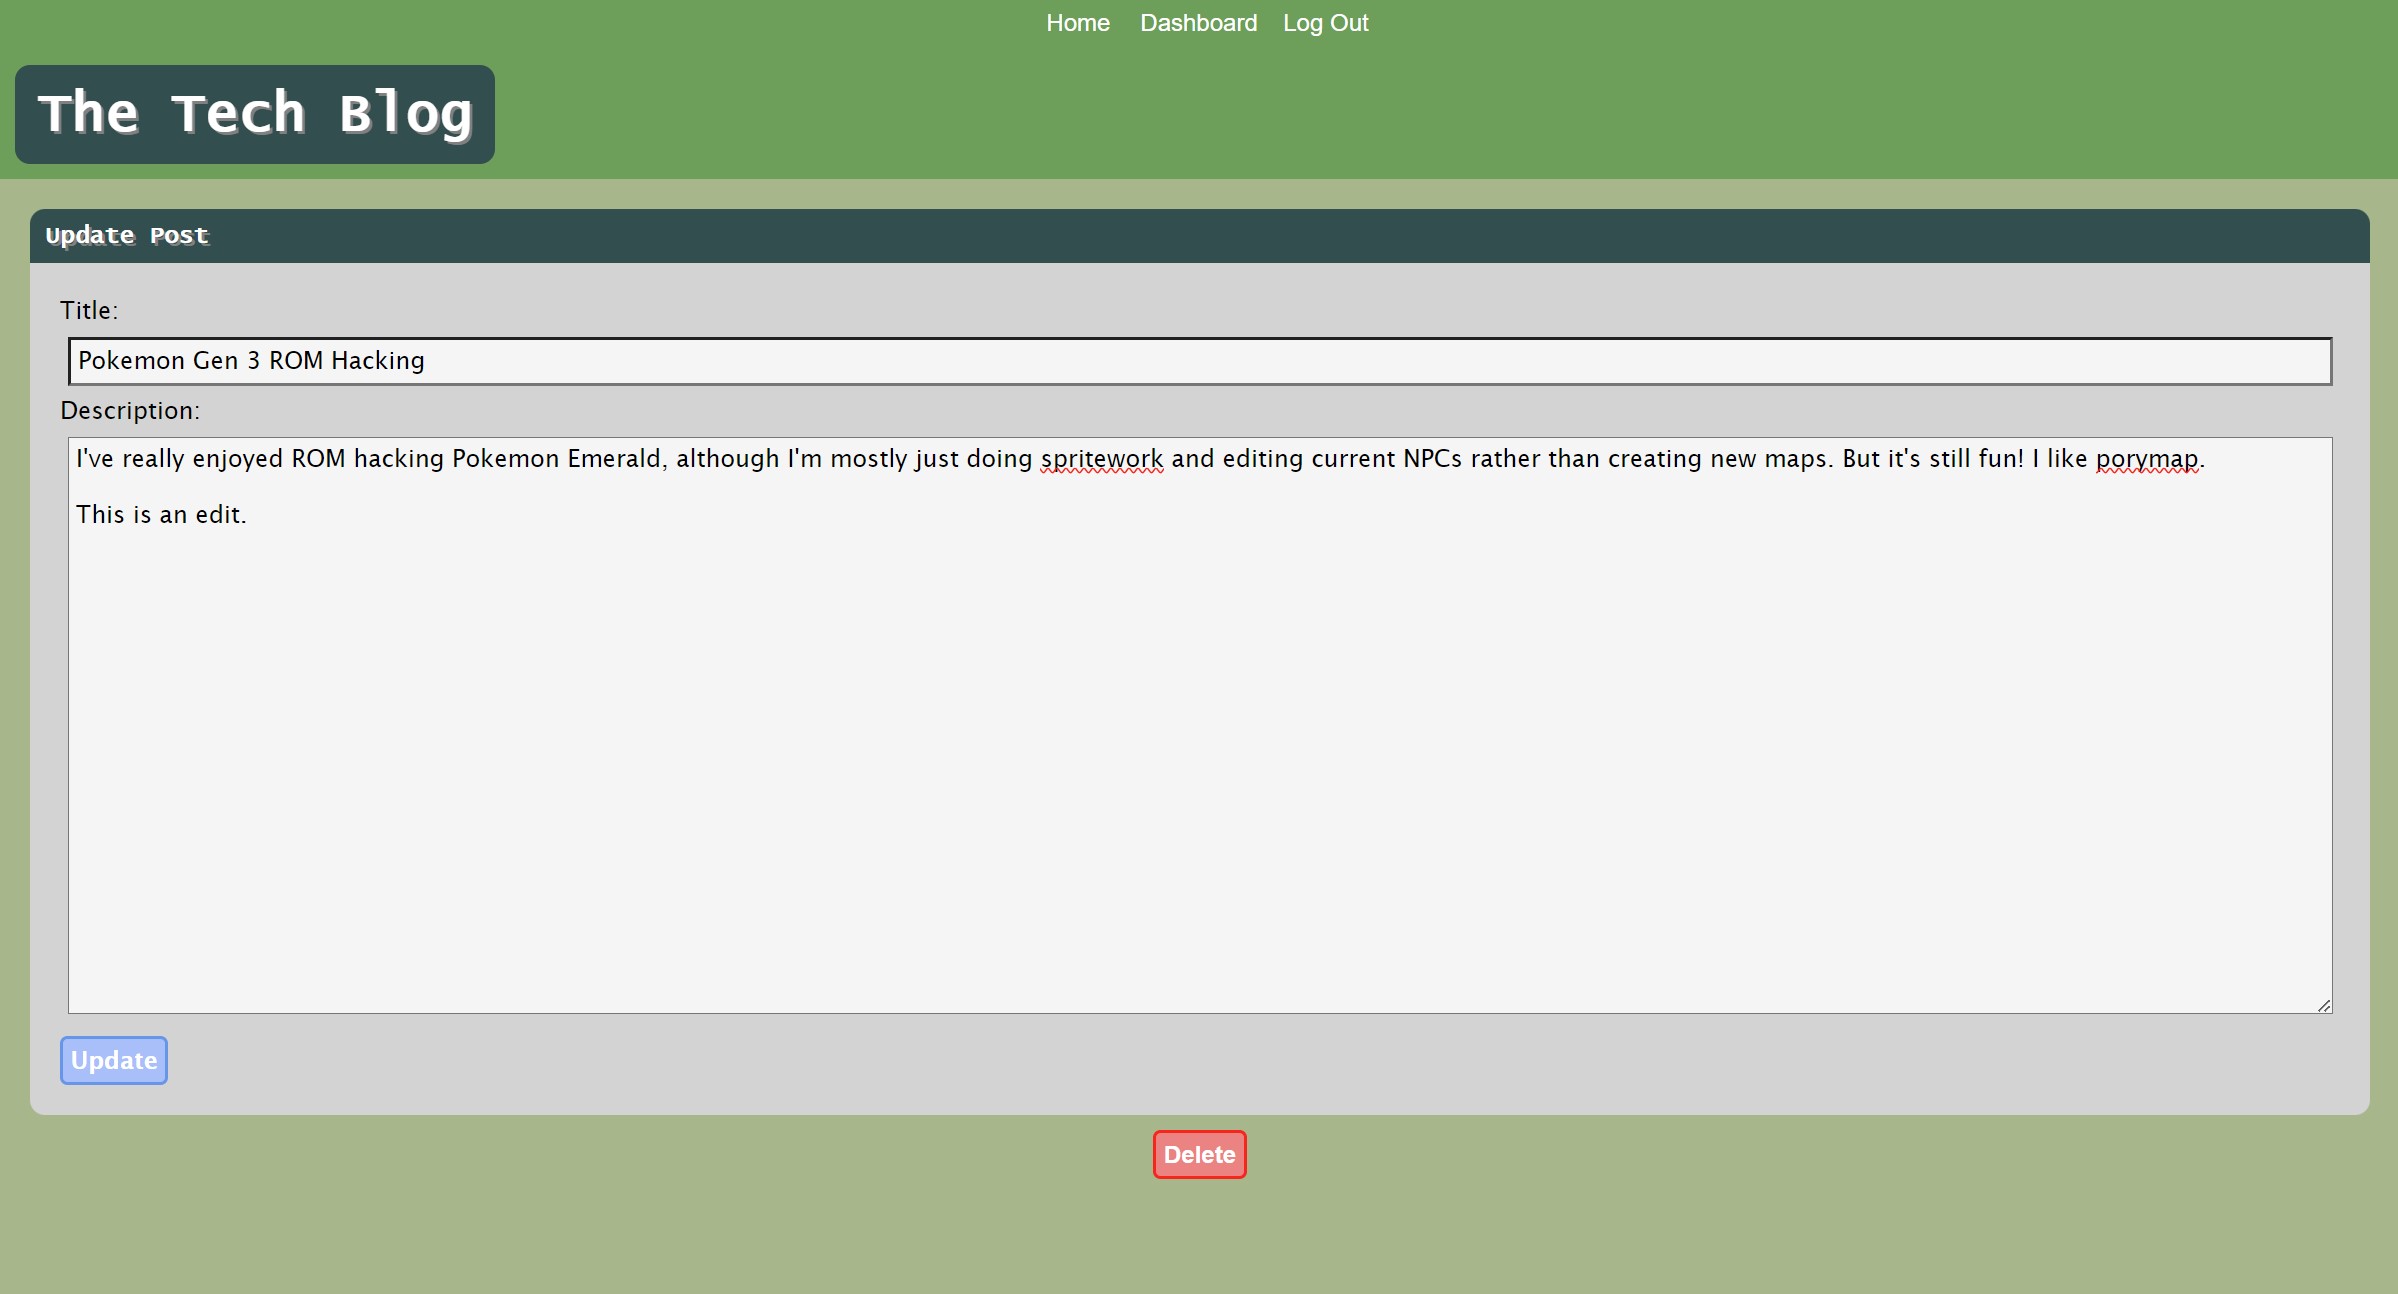 Home Dashboard Log Out
The Tech Blog
Update Post
Title:
Pokemon Gen 3 ROM Hacking
Description:
I've really enjoyed ROM hacking Pokemon Emerald, although I'm mostly just doing spritework and editing current NPCs rather than creating new maps. But it's still fun! I like porymap.
This is an edit.
Update
Delete